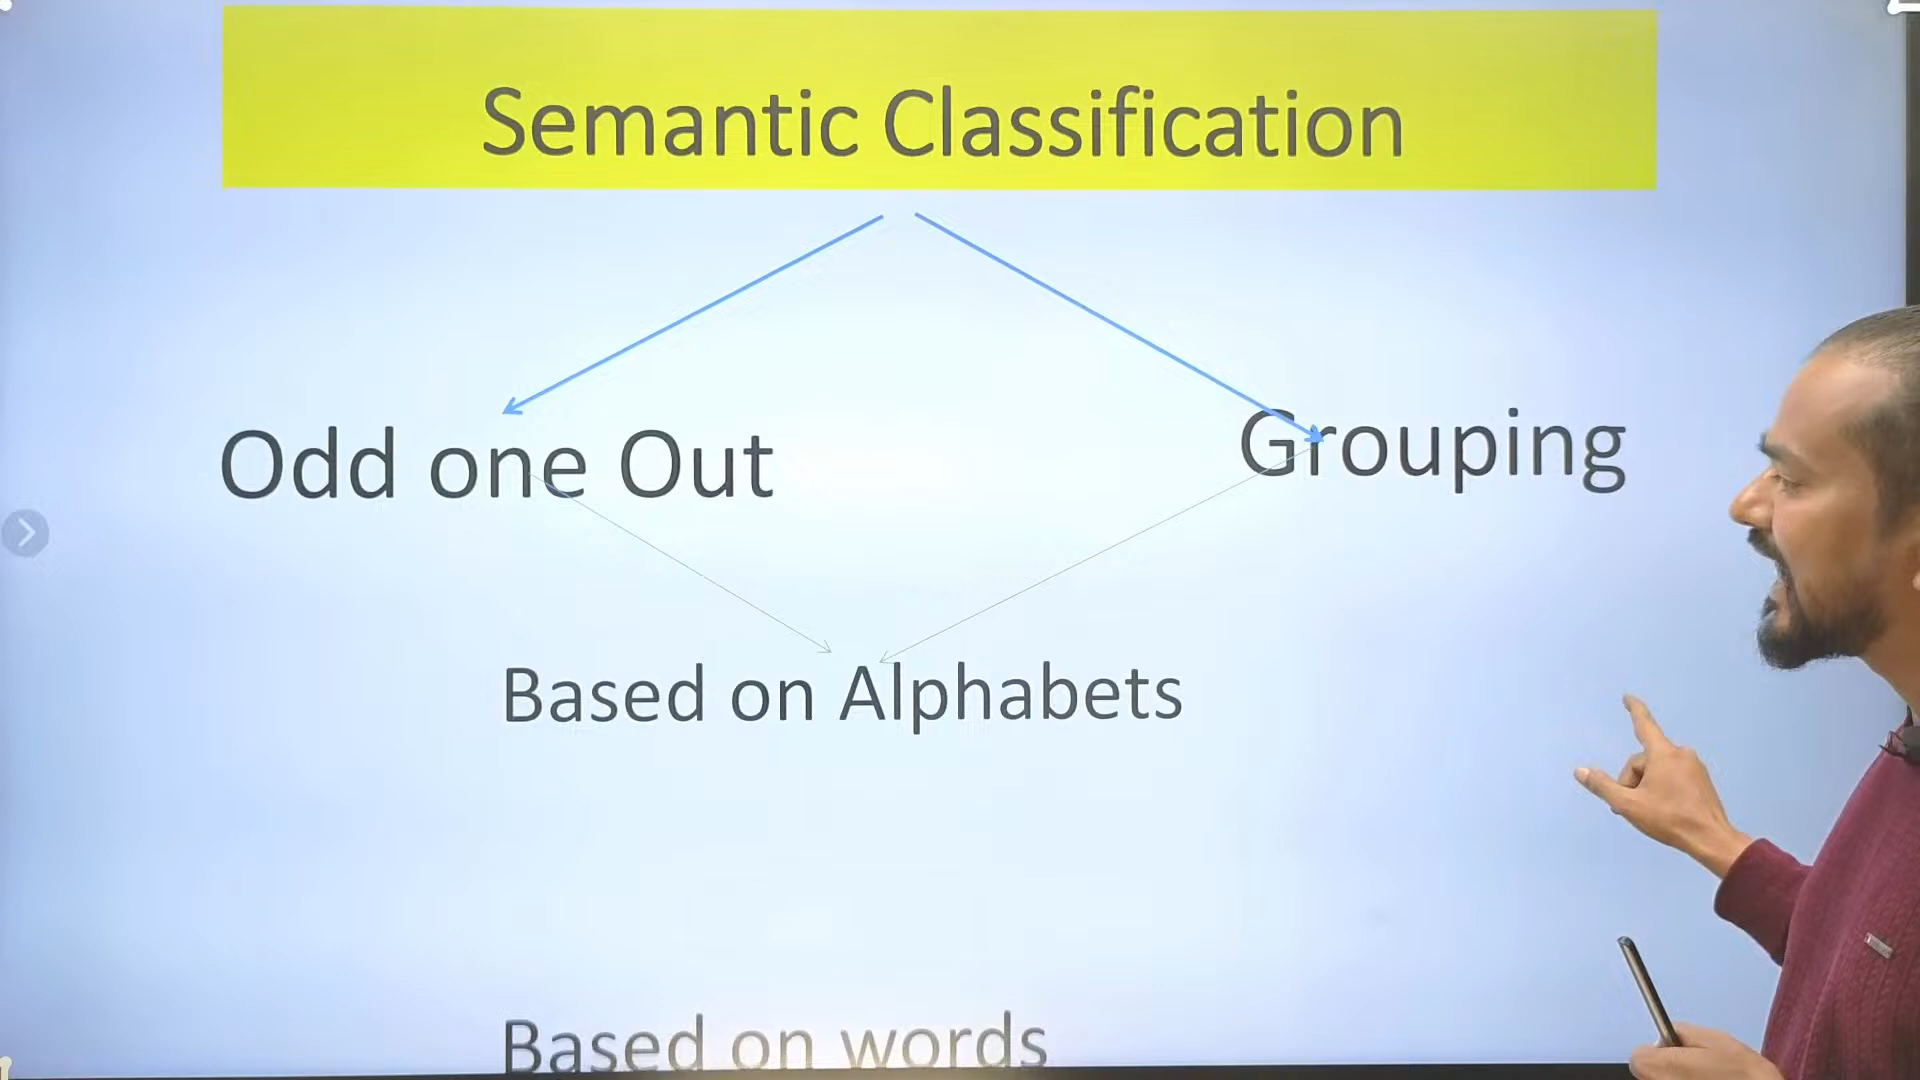 Semantic Classification
Odd one Out
Grouping
Based on Alphabets
Based on words